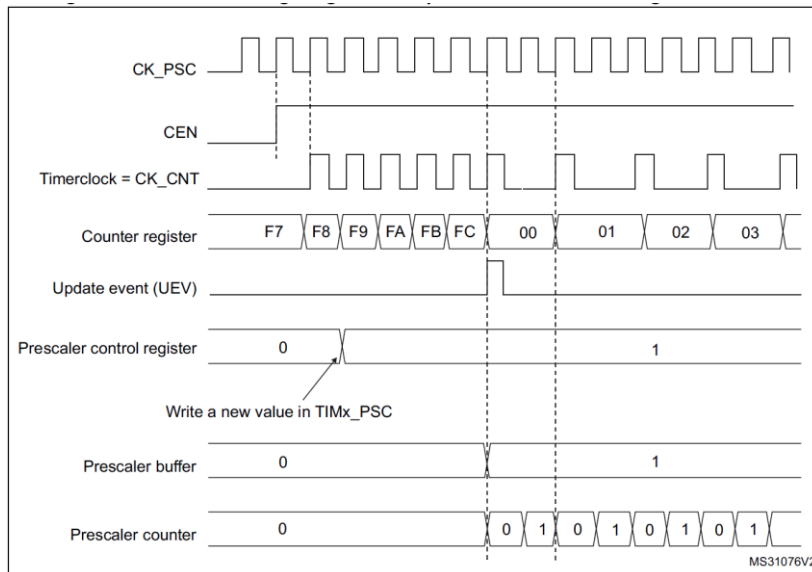 CK_PSC
CEN
Timerclock = CK_CNT
Counter register F7 F8 F9 FA FB FC 00 01 02 03
Update event (UEV)
Prescaler control register 0 1
Write a new value in TIMx_PSC
Prescaler buffer 0 1
Prescaler counter 0 0 1 0 1 0 1 0 1
MS31076V2